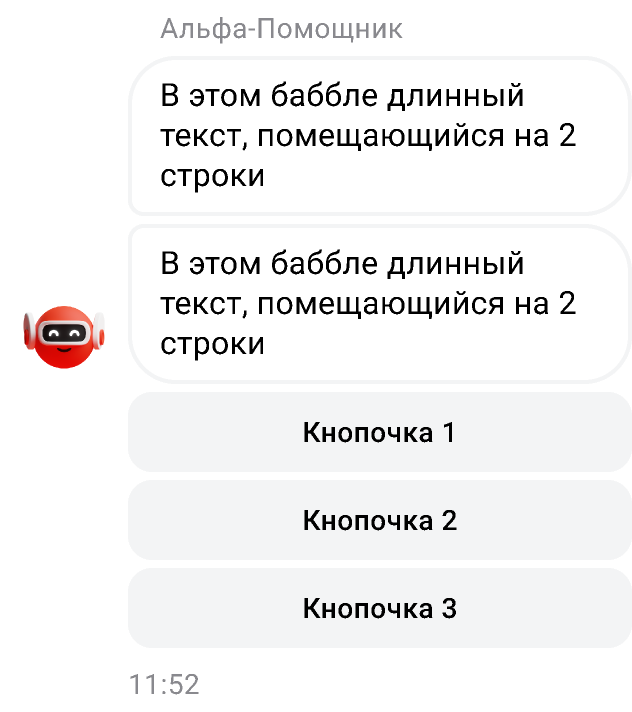 Альфа-Помощник
В этом баббле длинный
текст, помещающийся на 2
строки
В этом баббле длинный
текст, помещающийся на 2
строки
Кнопочка 1
Кнопочка 2
Кнопочка 3
11:52